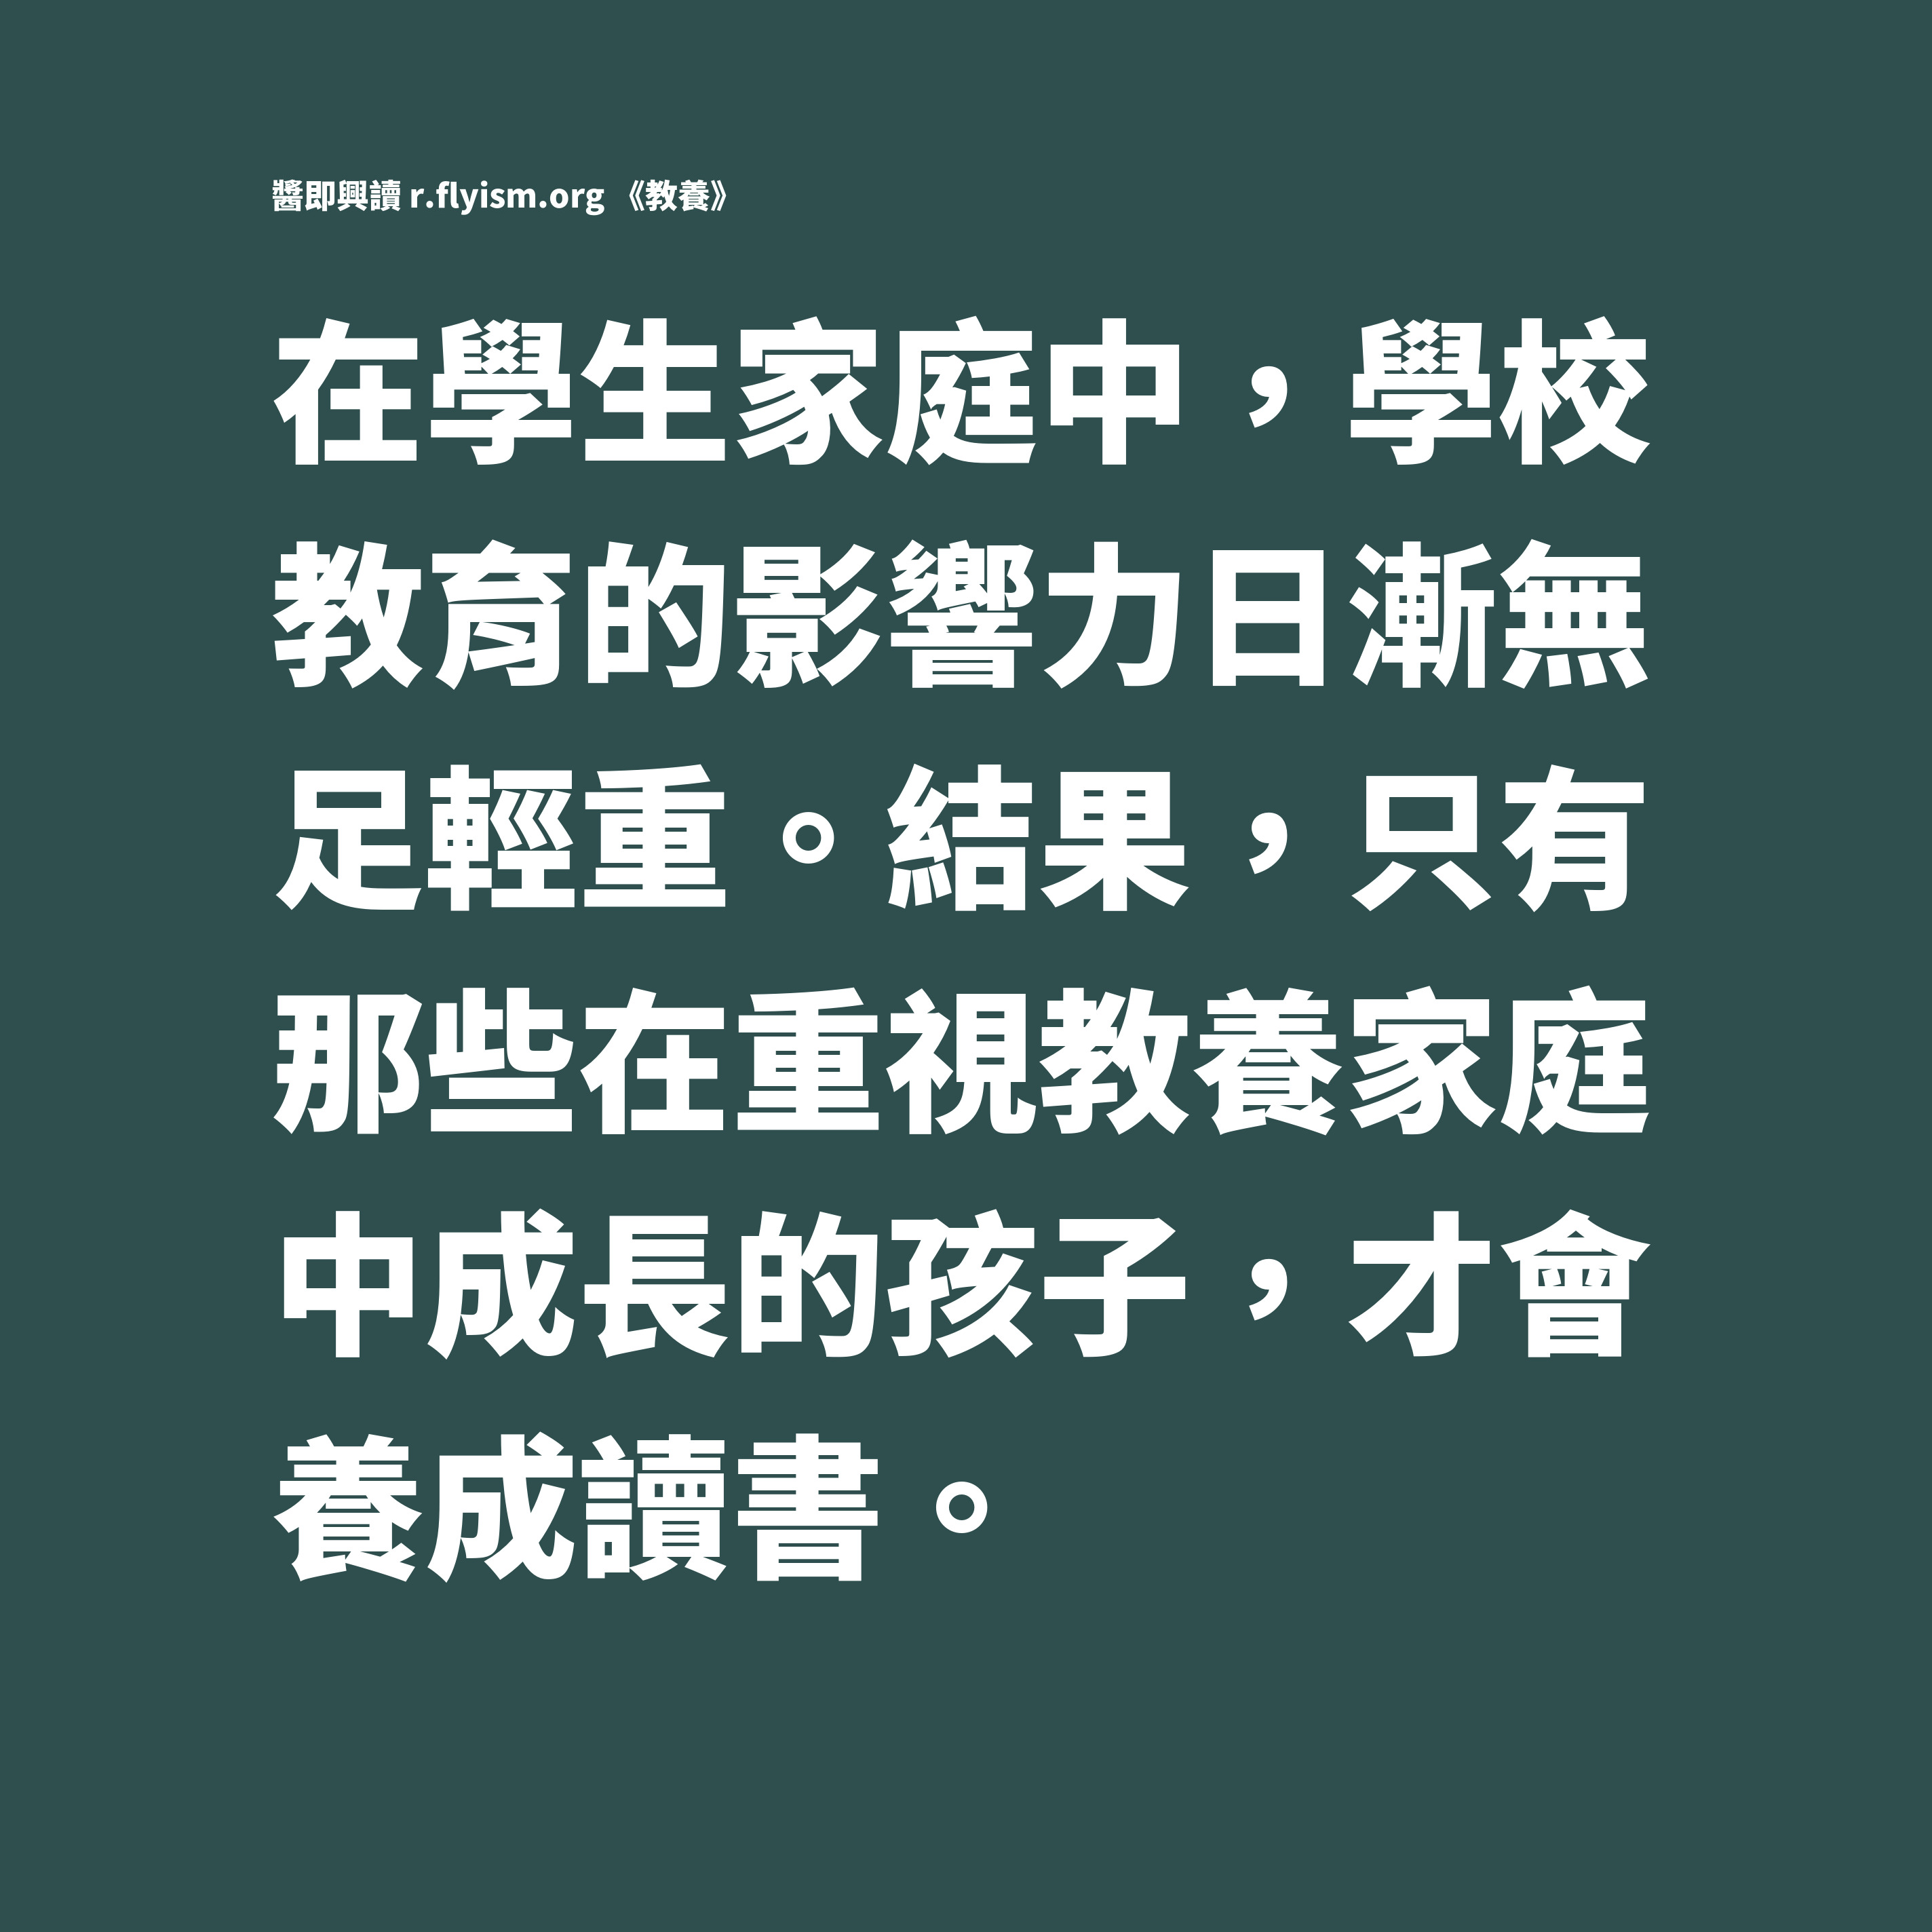 醫即興讀 r.flvism.org 《教養》
在學生家庭中，學校
教育的影響力日漸無
足輕重。結果，只有
那些在重視教養家庭
中成長的孩子，才會
養成讀書。